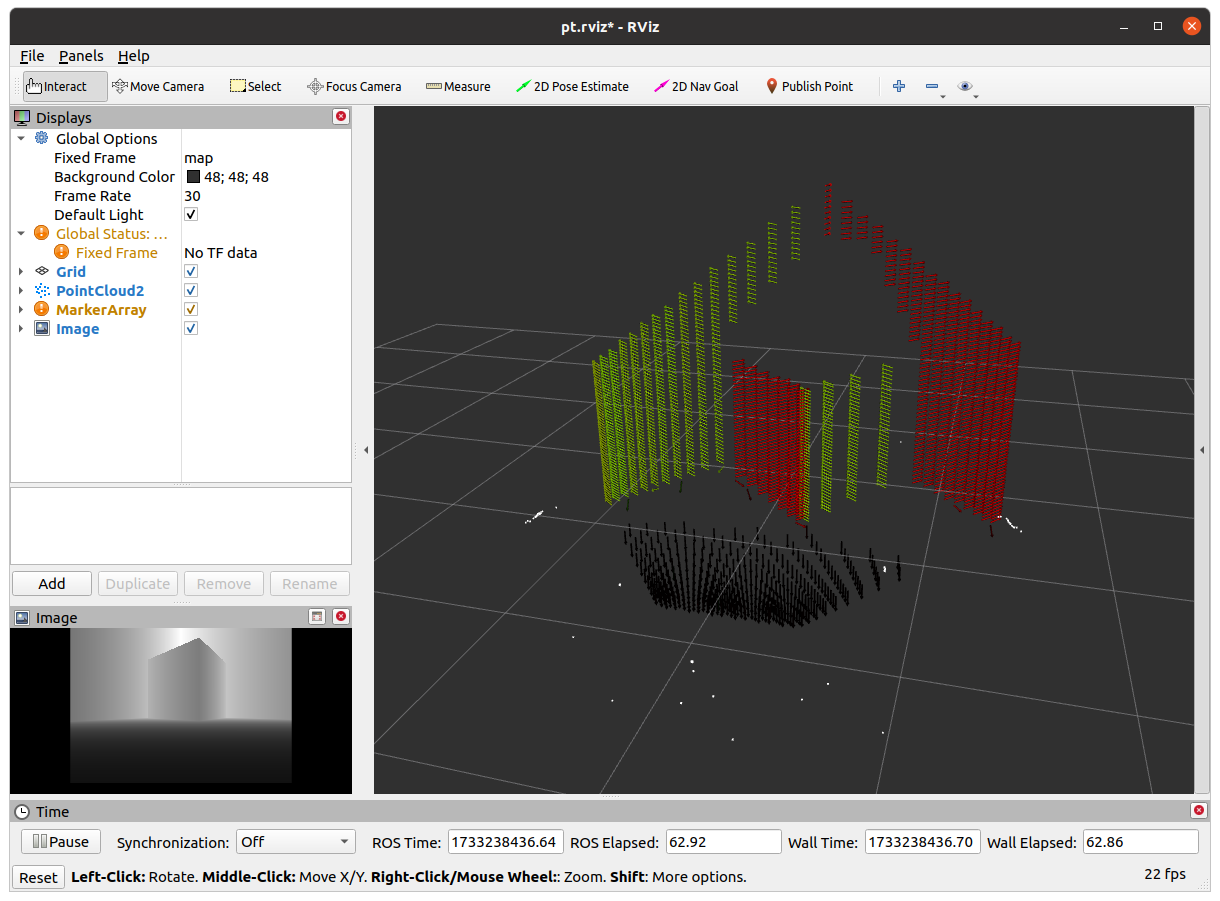 pt.rviz* - RViz
File Panels Help
Interact Move Camera Select Focus Camera Measure 2D Pose Estimate 2D Nav Goal Publish Point
Displays
Global Options
Fixed Frame map
Background Color 48; 48; 48
Frame Rate 30
Default Light
Global Status: ...
Fixed Frame No TF data
Grid
PointCloud2
MarkerArray
Image
Add Duplicate Remove Rename
Image
Time
Pause Synchronization: Off ROS Time: 1733238436.64 ROS Elapsed: 62.92 Wall Time: 1733238436.70 Wall Elapsed: 62.86
Reset Left-Click: Rotate. Middle-Click: Move X/Y. Right-Click/Mouse Wheel:: Zoom. Shift: More options. 22 fps